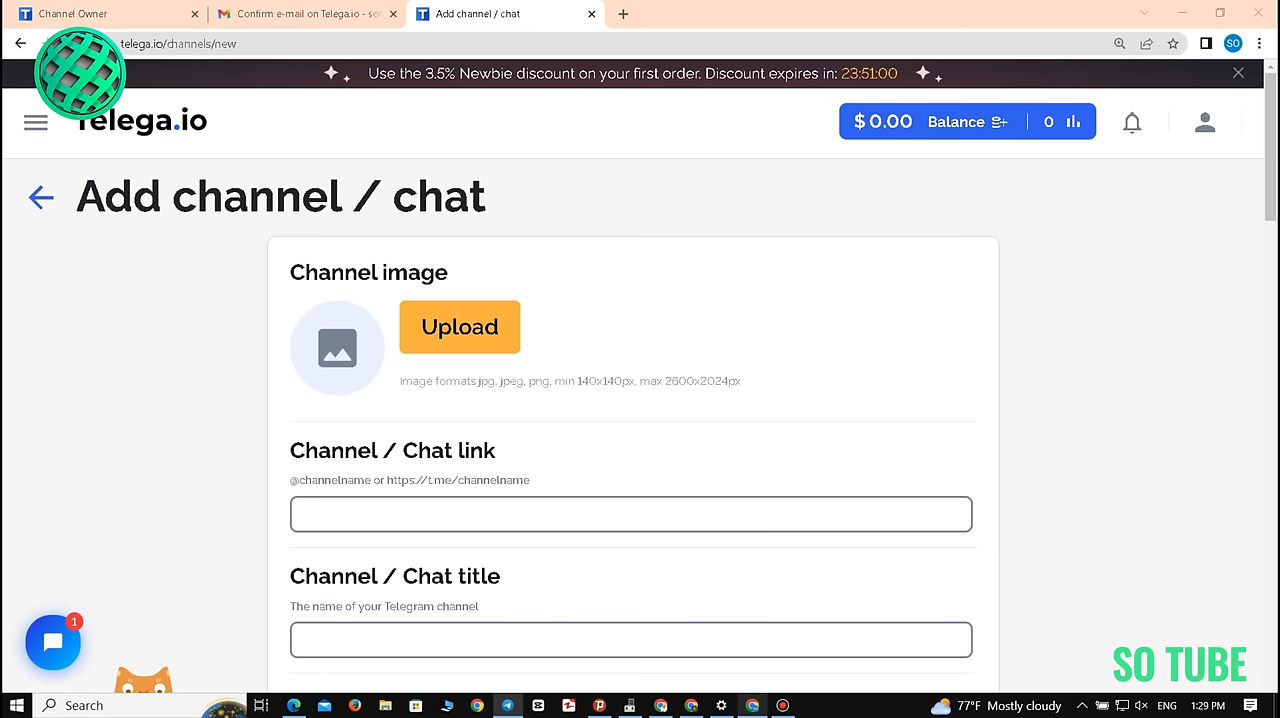 Channel Owner
Confirm e-mail on Telega.io - so
Add channel / chat
telega.io/channels/new
SO
Use the 3.5% Newbie discount on your first order. Discount expires in: 23:51:00
Telega.io
$ 0.00 Balance 0
Add channel / chat
Channel image
Upload
Image formats jpg, jpeg, png, min 140x140px, max 2600x2024px
Channel / Chat link
@channelname or https://t.me/channelname
Channel / Chat title
The name of your Telegram channel
1
SO TUBE
Search
77°F Mostly cloudy
ENG
1:29 PM